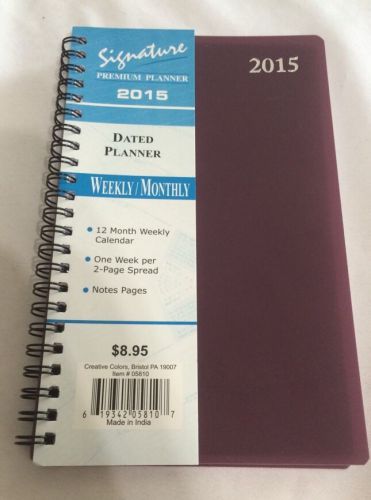 Signature
PREMIUM PLANNER
2015
DATED
PLANNER
WEEKLY/MONTHLY
• 12 Month Weekly
Calendar
• One Week per
2-Page Spread
• Notes Pages
$8.95
Creative Colors, Bristol PA 19007
Item # 05810
6 19342 05810 7
Made in India
2015